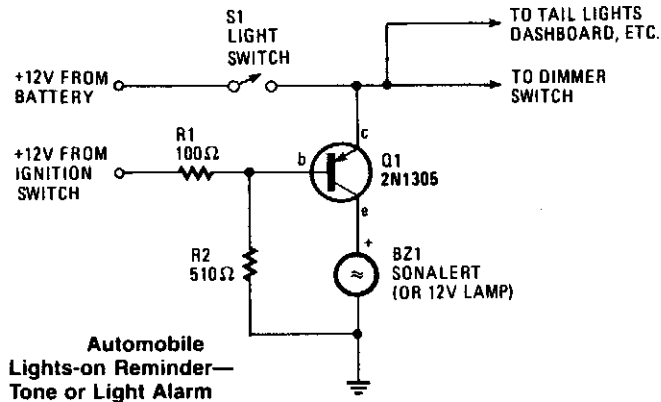 S1
LIGHT
SWITCH
TO TAIL LIGHTS
DASHBOARD, ETC.
+12V FROM
BATTERY
TO DIMMER
SWITCH
R1
100Ω
+12V FROM
IGNITION
SWITCH
c
b
Q1
2N1305
e
R2
510Ω
+
≈
BZ1
SONALERT
(OR 12V LAMP)
Automobile
Lights-on Reminder—
Tone or Light Alarm